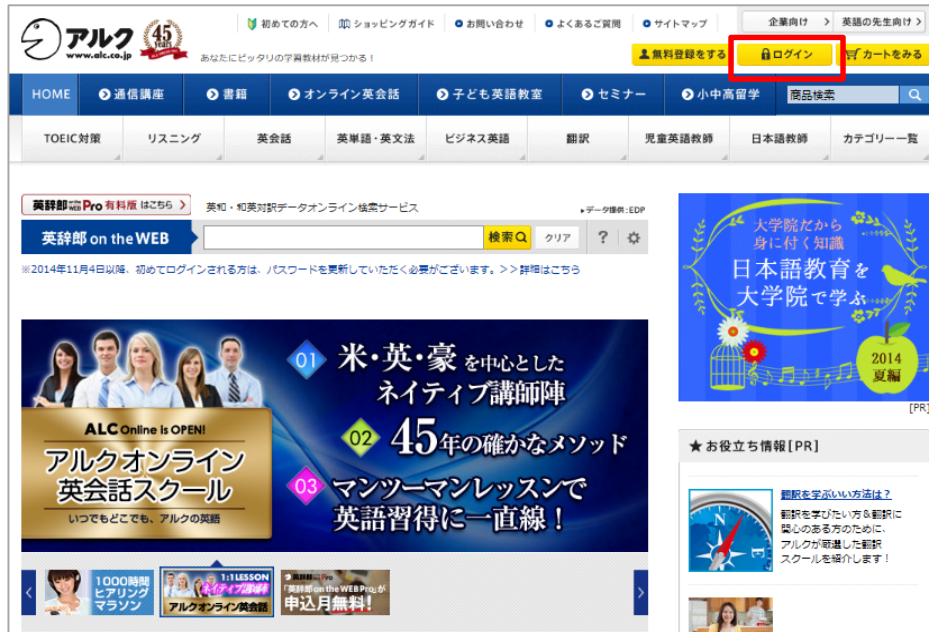 アルク
www.alc.co.jp
45
years
あなたにピッタリの学習教材が見つかる！
初めての方へ
ショッピングガイド
お問い合わせ
よくあるご質問
サイトマップ
企業向け
英語の先生向け
無料登録をする
ログイン
カートをみる
HOME
通信講座
書籍
オンライン英会話
子ども英語教室
セミナー
小中高留学
商品検索
TOEIC対策
リスニング
英会話
英単語・英文法
ビジネス英語
翻訳
児童英語教師
日本語教師
カテゴリー一覧
英辞郎 on the WEB Pro 有料版 はこちら
英和・和英対訳データオンライン検索サービス
データ提供:EDP
英辞郎 on the WEB
検索
クリア
?
※2014年11月4日以降、初めてログインされる方は、パスワードを更新していただく必要がございます。>>詳細はこちら
ALC Online is OPEN!
アルクオンライン
英会話スクール
いつでもどこでも、アルクの英語
01 米・英・豪を中心とした
ネイティブ講師陣
02 45年の確かなメソッド
03 マンツーマンレッスンで
英語習得に一直線！
1000時間
ヒアリング
マラソン
1:1 LESSON
ネイティブ講師陣
アルクオンライン英会話
「英辞郎 on the WEB Pro」が
申込月無料！
大学院だから
身に付く知識
日本語教育を
大学院で学ぶ
2014
夏編
[PR]
★お役立ち情報[PR]
N
E
翻訳を学ぶいい方法は？
翻訳を学びたい方＆翻訳に
関心のある方のために、
アルクが厳選した翻訳
スクールを紹介します！